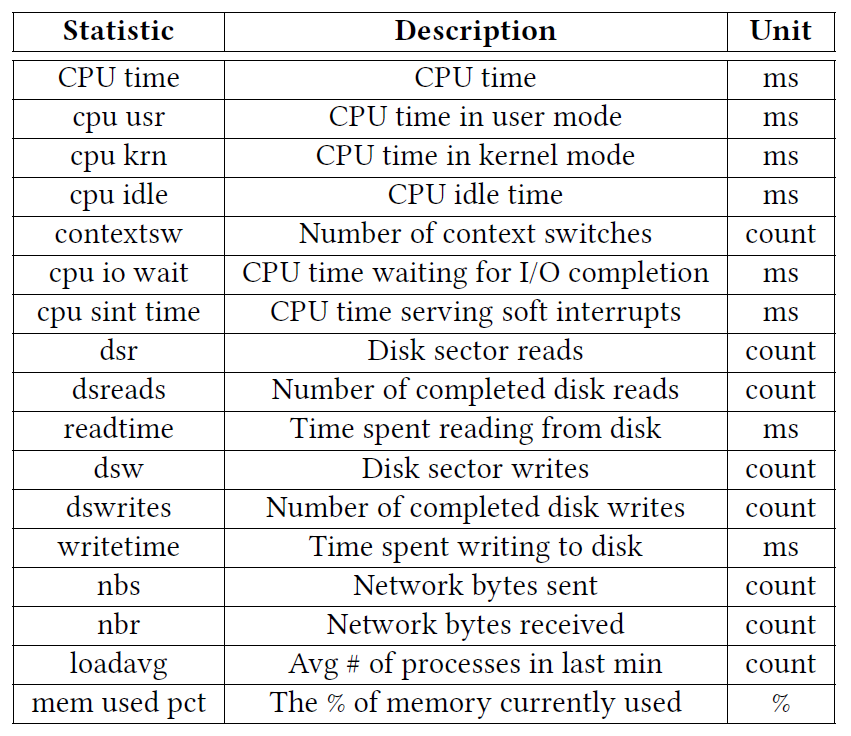 Statistic Description Unit
CPU time CPU time ms
cpu usr CPU time in user mode ms
cpu krn CPU time in kernel mode ms
cpu idle CPU idle time ms
contextsw Number of context switches count
cpu io wait CPU time waiting for I/O completion ms
cpu sint time CPU time serving soft interrupts ms
dsr Disk sector reads count
dsreads Number of completed disk reads count
readtime Time spent reading from disk ms
dsw Disk sector writes count
dswrites Number of completed disk writes count
writetime Time spent writing to disk ms
nbs Network bytes sent count
nbr Network bytes received count
loadavg Avg # of processes in last min count
mem used pct The % of memory currently used %